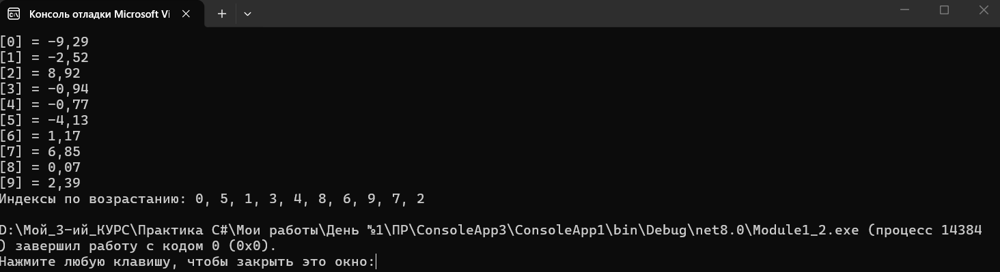 Консоль отладки Microsoft Vi
[0] = -9,29
[1] = -2,52
[2] = 8,92
[3] = -0,94
[4] = -0,77
[5] = -4,13
[6] = 1,17
[7] = 6,85
[8] = 0,07
[9] = 2,39
Индексы по возрастанию: 0, 5, 1, 3, 4, 8, 6, 9, 7, 2
D:\Мой_3-ий_КУРС\Практика C#\Мои работы\День №1\ПР\ConsoleApp3\ConsoleApp1\bin\Debug\net8.0\Module1_2.exe (процесс 14384
) завершил работу с кодом 0 (0x0).
Нажмите любую клавишу, чтобы закрыть это окно: